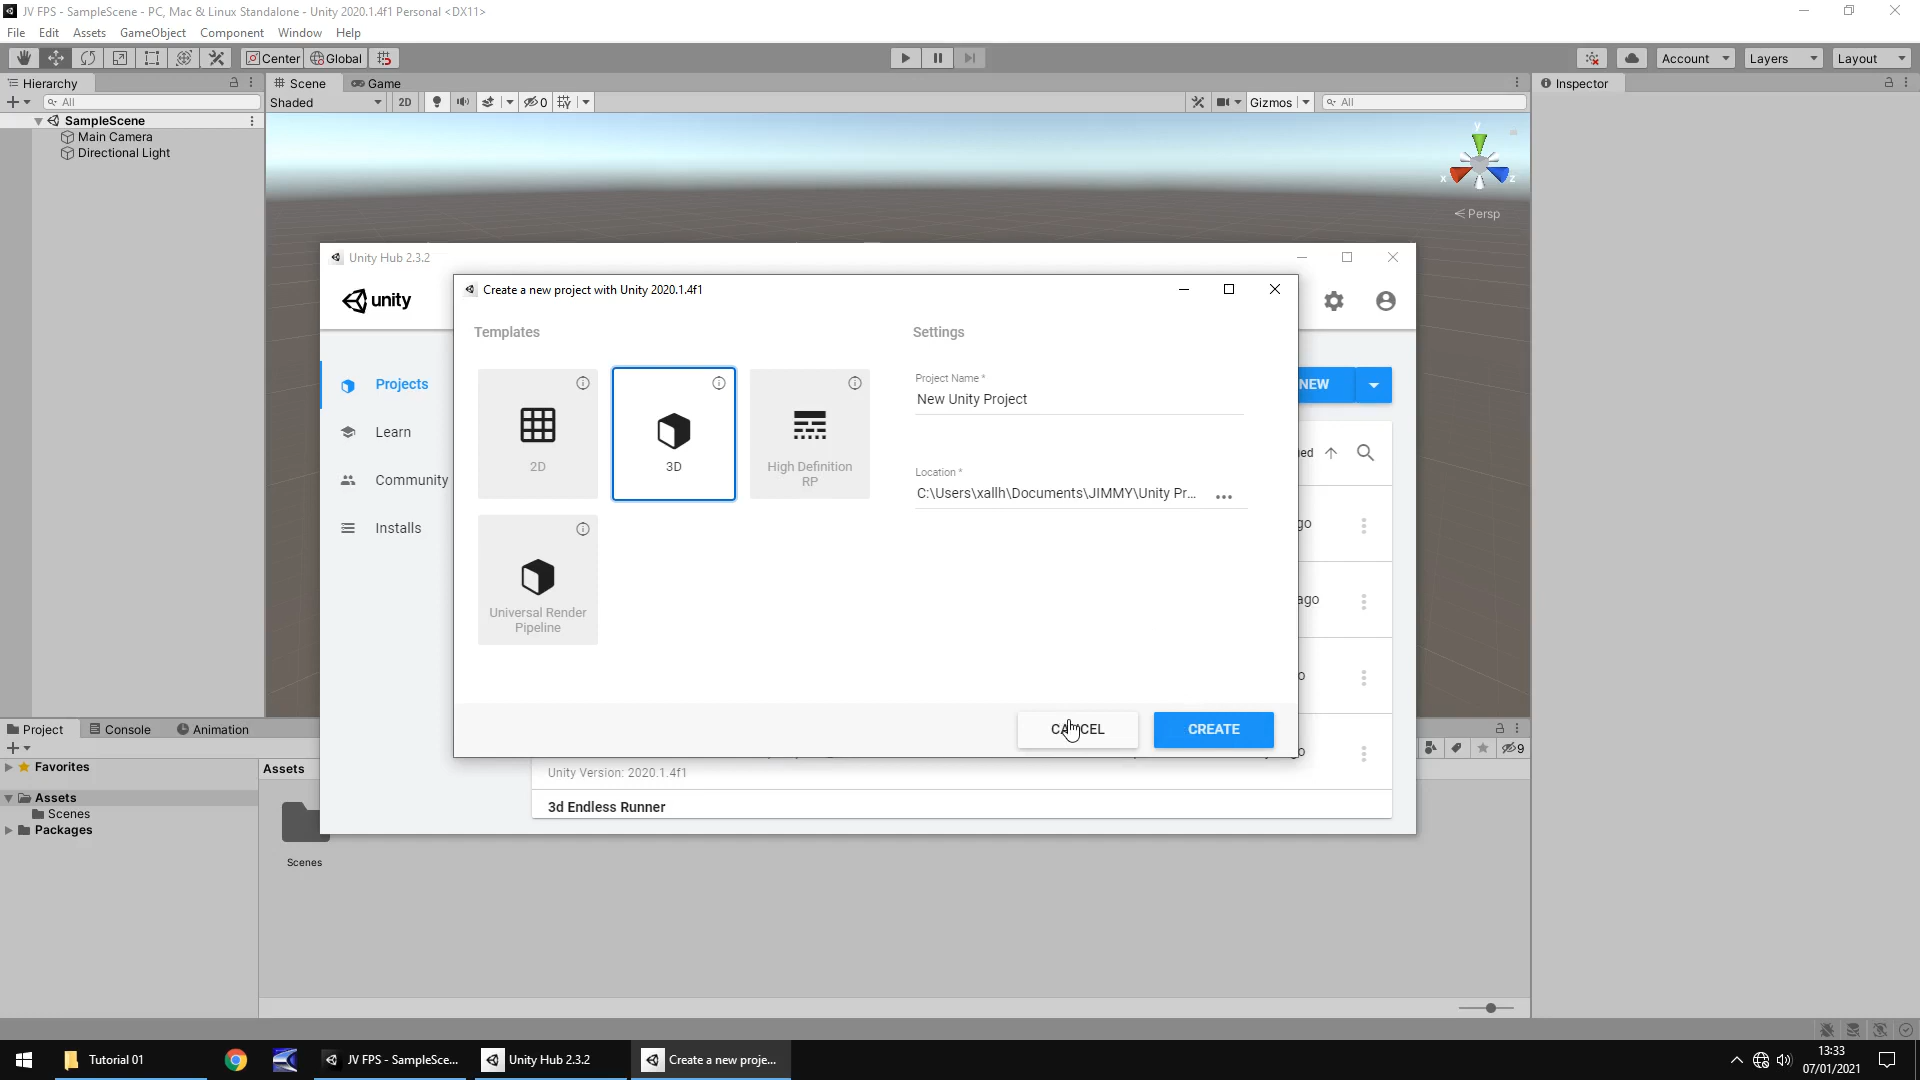 JV FPS - SampleScene - PC, Mac & Linux Standalone - Unity 2020.1.4f1 Personal <DX11>
File Edit Assets GameObject Component Window Help
Center Global
Account Layers Layout
Hierarchy
Scene Game
Inspector
All
Shaded 2D 0 Gizmos All
SampleScene
Main Camera
Directional Light
y
x z
Persp
Unity Hub 2.3.2
unity
Create a new project with Unity 2020.1.4f1
Templates Settings
Projects
Learn
Community
Installs
2D
3D
High Definition
RP
Universal Render
Pipeline
Project Name *
New Unity Project
Location *
C:\Users\xallh\Documents\JIMMY\Unity Pr... ...
NEW
CANCEL CREATE
Unity Version: 2020.1.4f1
3d Endless Runner
Project Console Animation
9
Favorites
Assets
Scenes
Packages
Assets
Scenes
Tutorial 01
JV FPS - SampleSce...
Unity Hub 2.3.2
Create a new proje...
13:33
07/01/2021